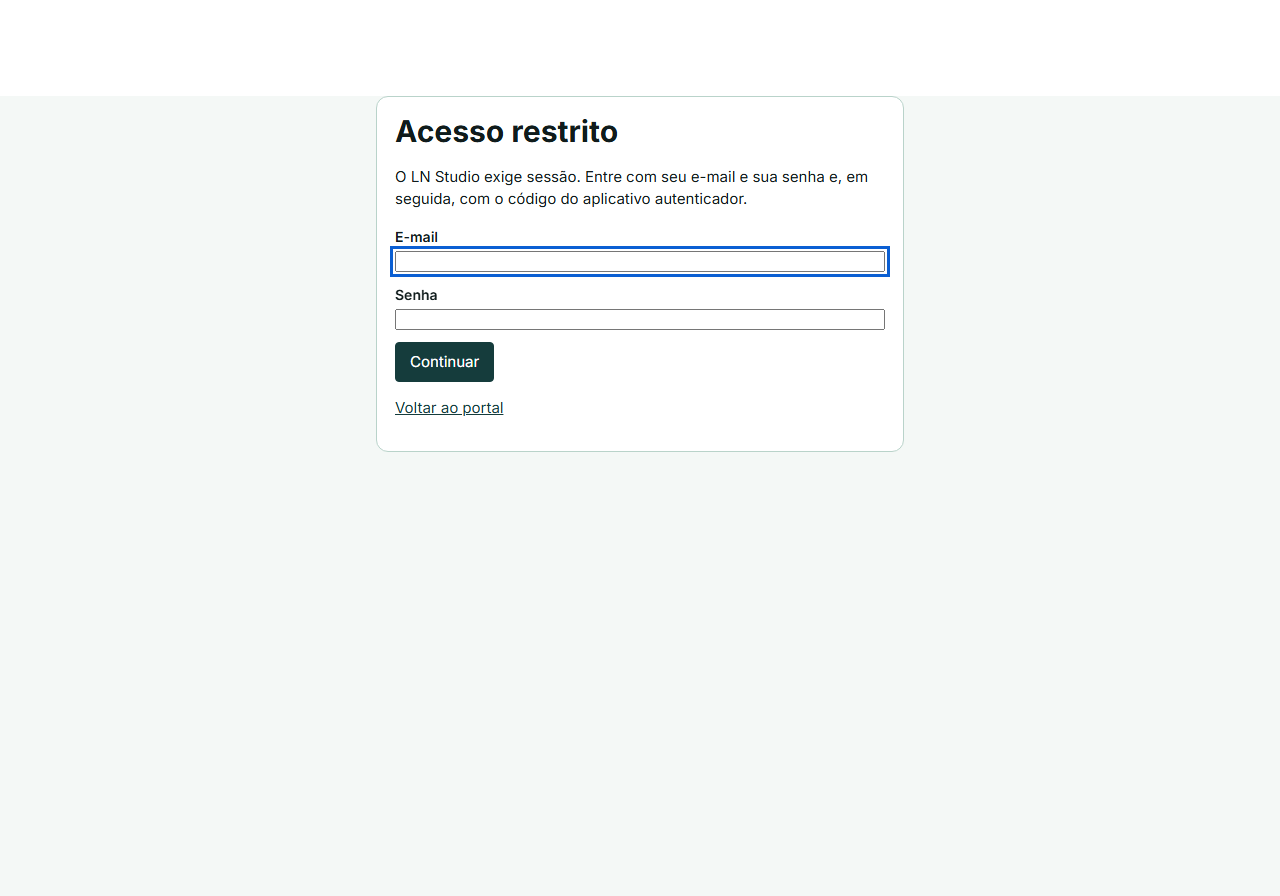 Acesso restrito
O LN Studio exige sessão. Entre com seu e-mail e sua senha e, em
seguida, com o código do aplicativo autenticador.
E-mail
Senha
Continuar
Voltar ao portal